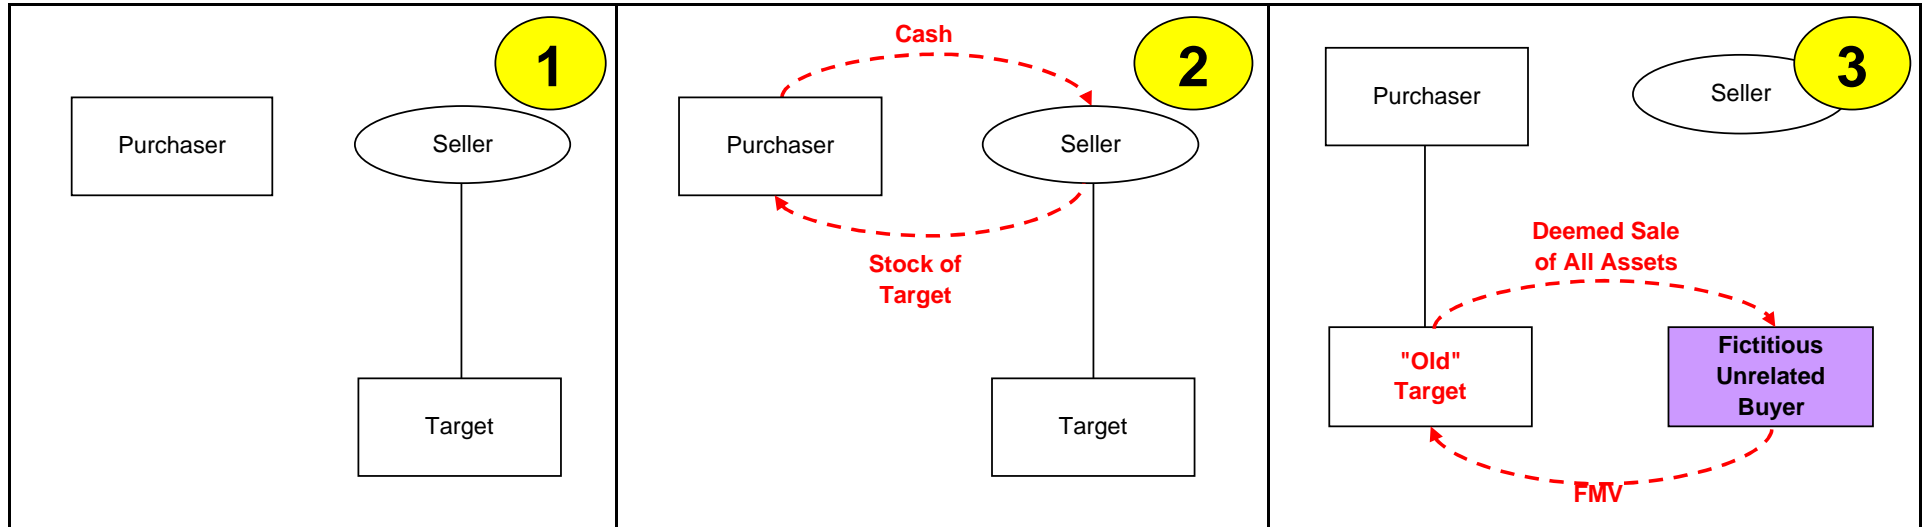 1
Purchaser
Seller
Target
2
Cash
Purchaser
Seller
Stock of
Target
Target
3
Purchaser
Seller
Deemed Sale
of All Assets
"Old"
Target
Fictitious
Unrelated
Buyer
FMV